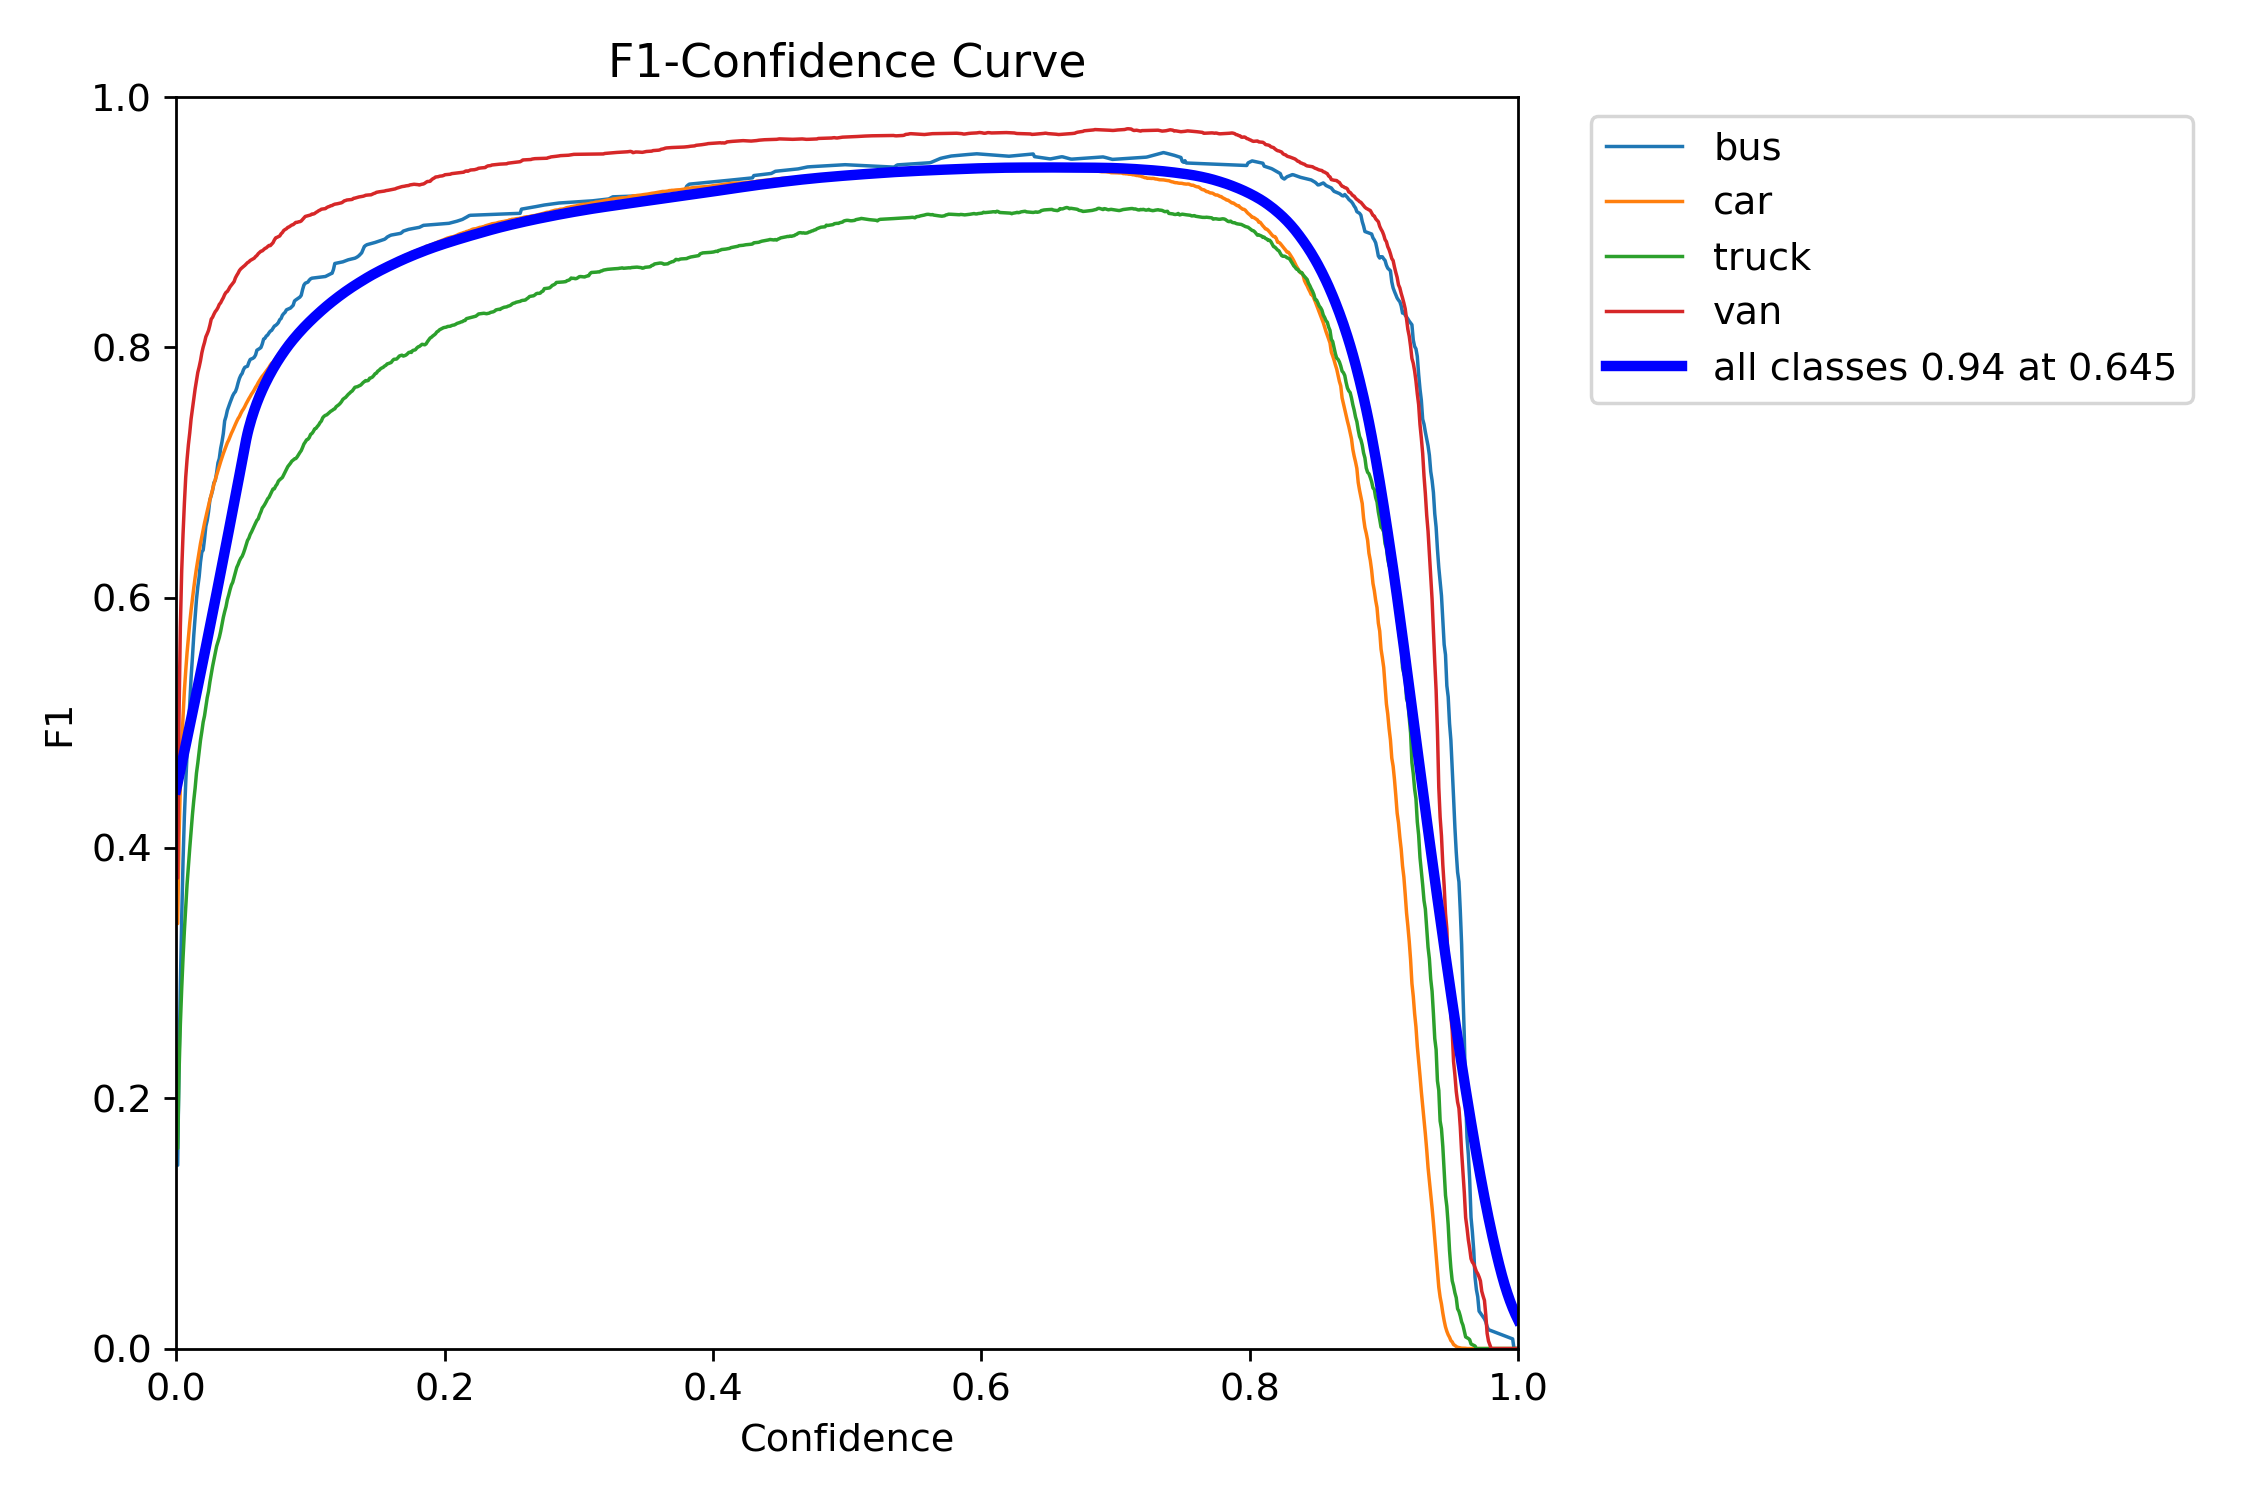 F1-Confidence Curve
1.0
0.8
0.6
0.4
0.2
0.0
F1
0.0 0.2 0.4 0.6 0.8 1.0
Confidence
bus
car
truck
van
all classes 0.94 at 0.645